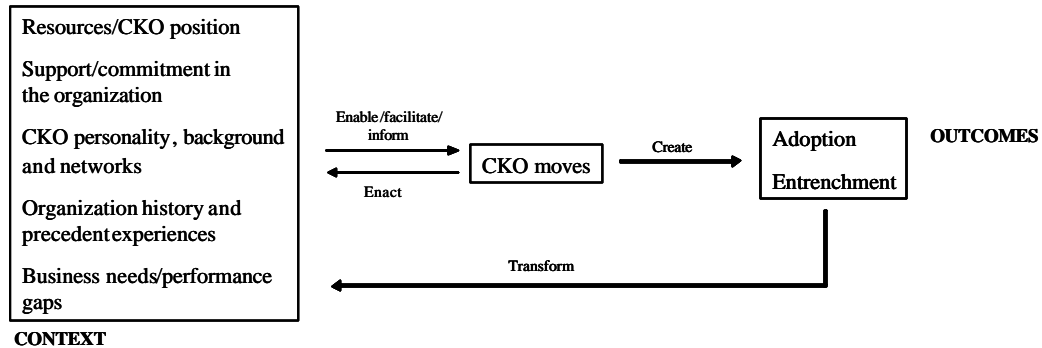 Resources/CKO position
Support/commitment in
the organization
CKO personality, background
and networks
Organization history and
precedent experiences
Business needs/performance
gaps
CONTEXT
Enable/facilitate/
inform
Enact
CKO moves
Create
Adoption
Entrenchment
OUTCOMES
Transform